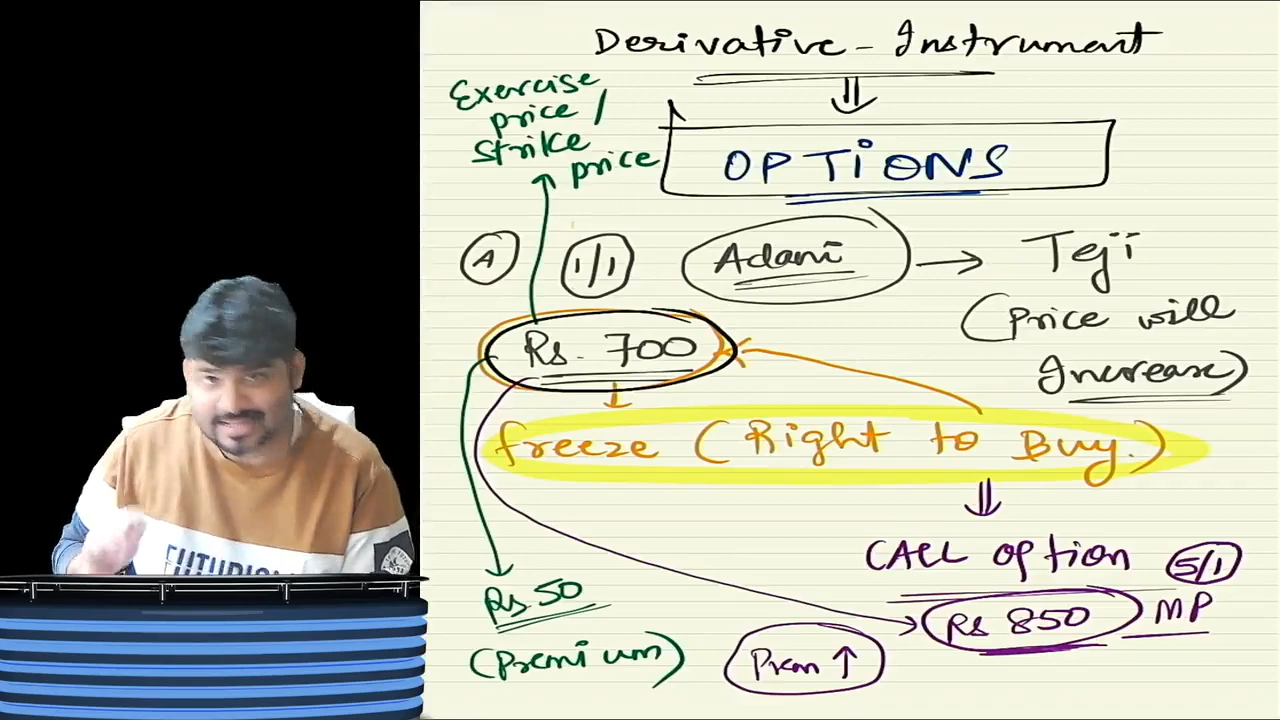 Derivative - Instrument
Exercise
price /
Strike
price
OPTIONS
A
1/1
Adani
Teji
(Price will
Increase)
Rs. 700
freeze (Right to Buy.)
CALL option
5/1
Rs 850
MP
Rs. 50
(Premium)
Prem ↑